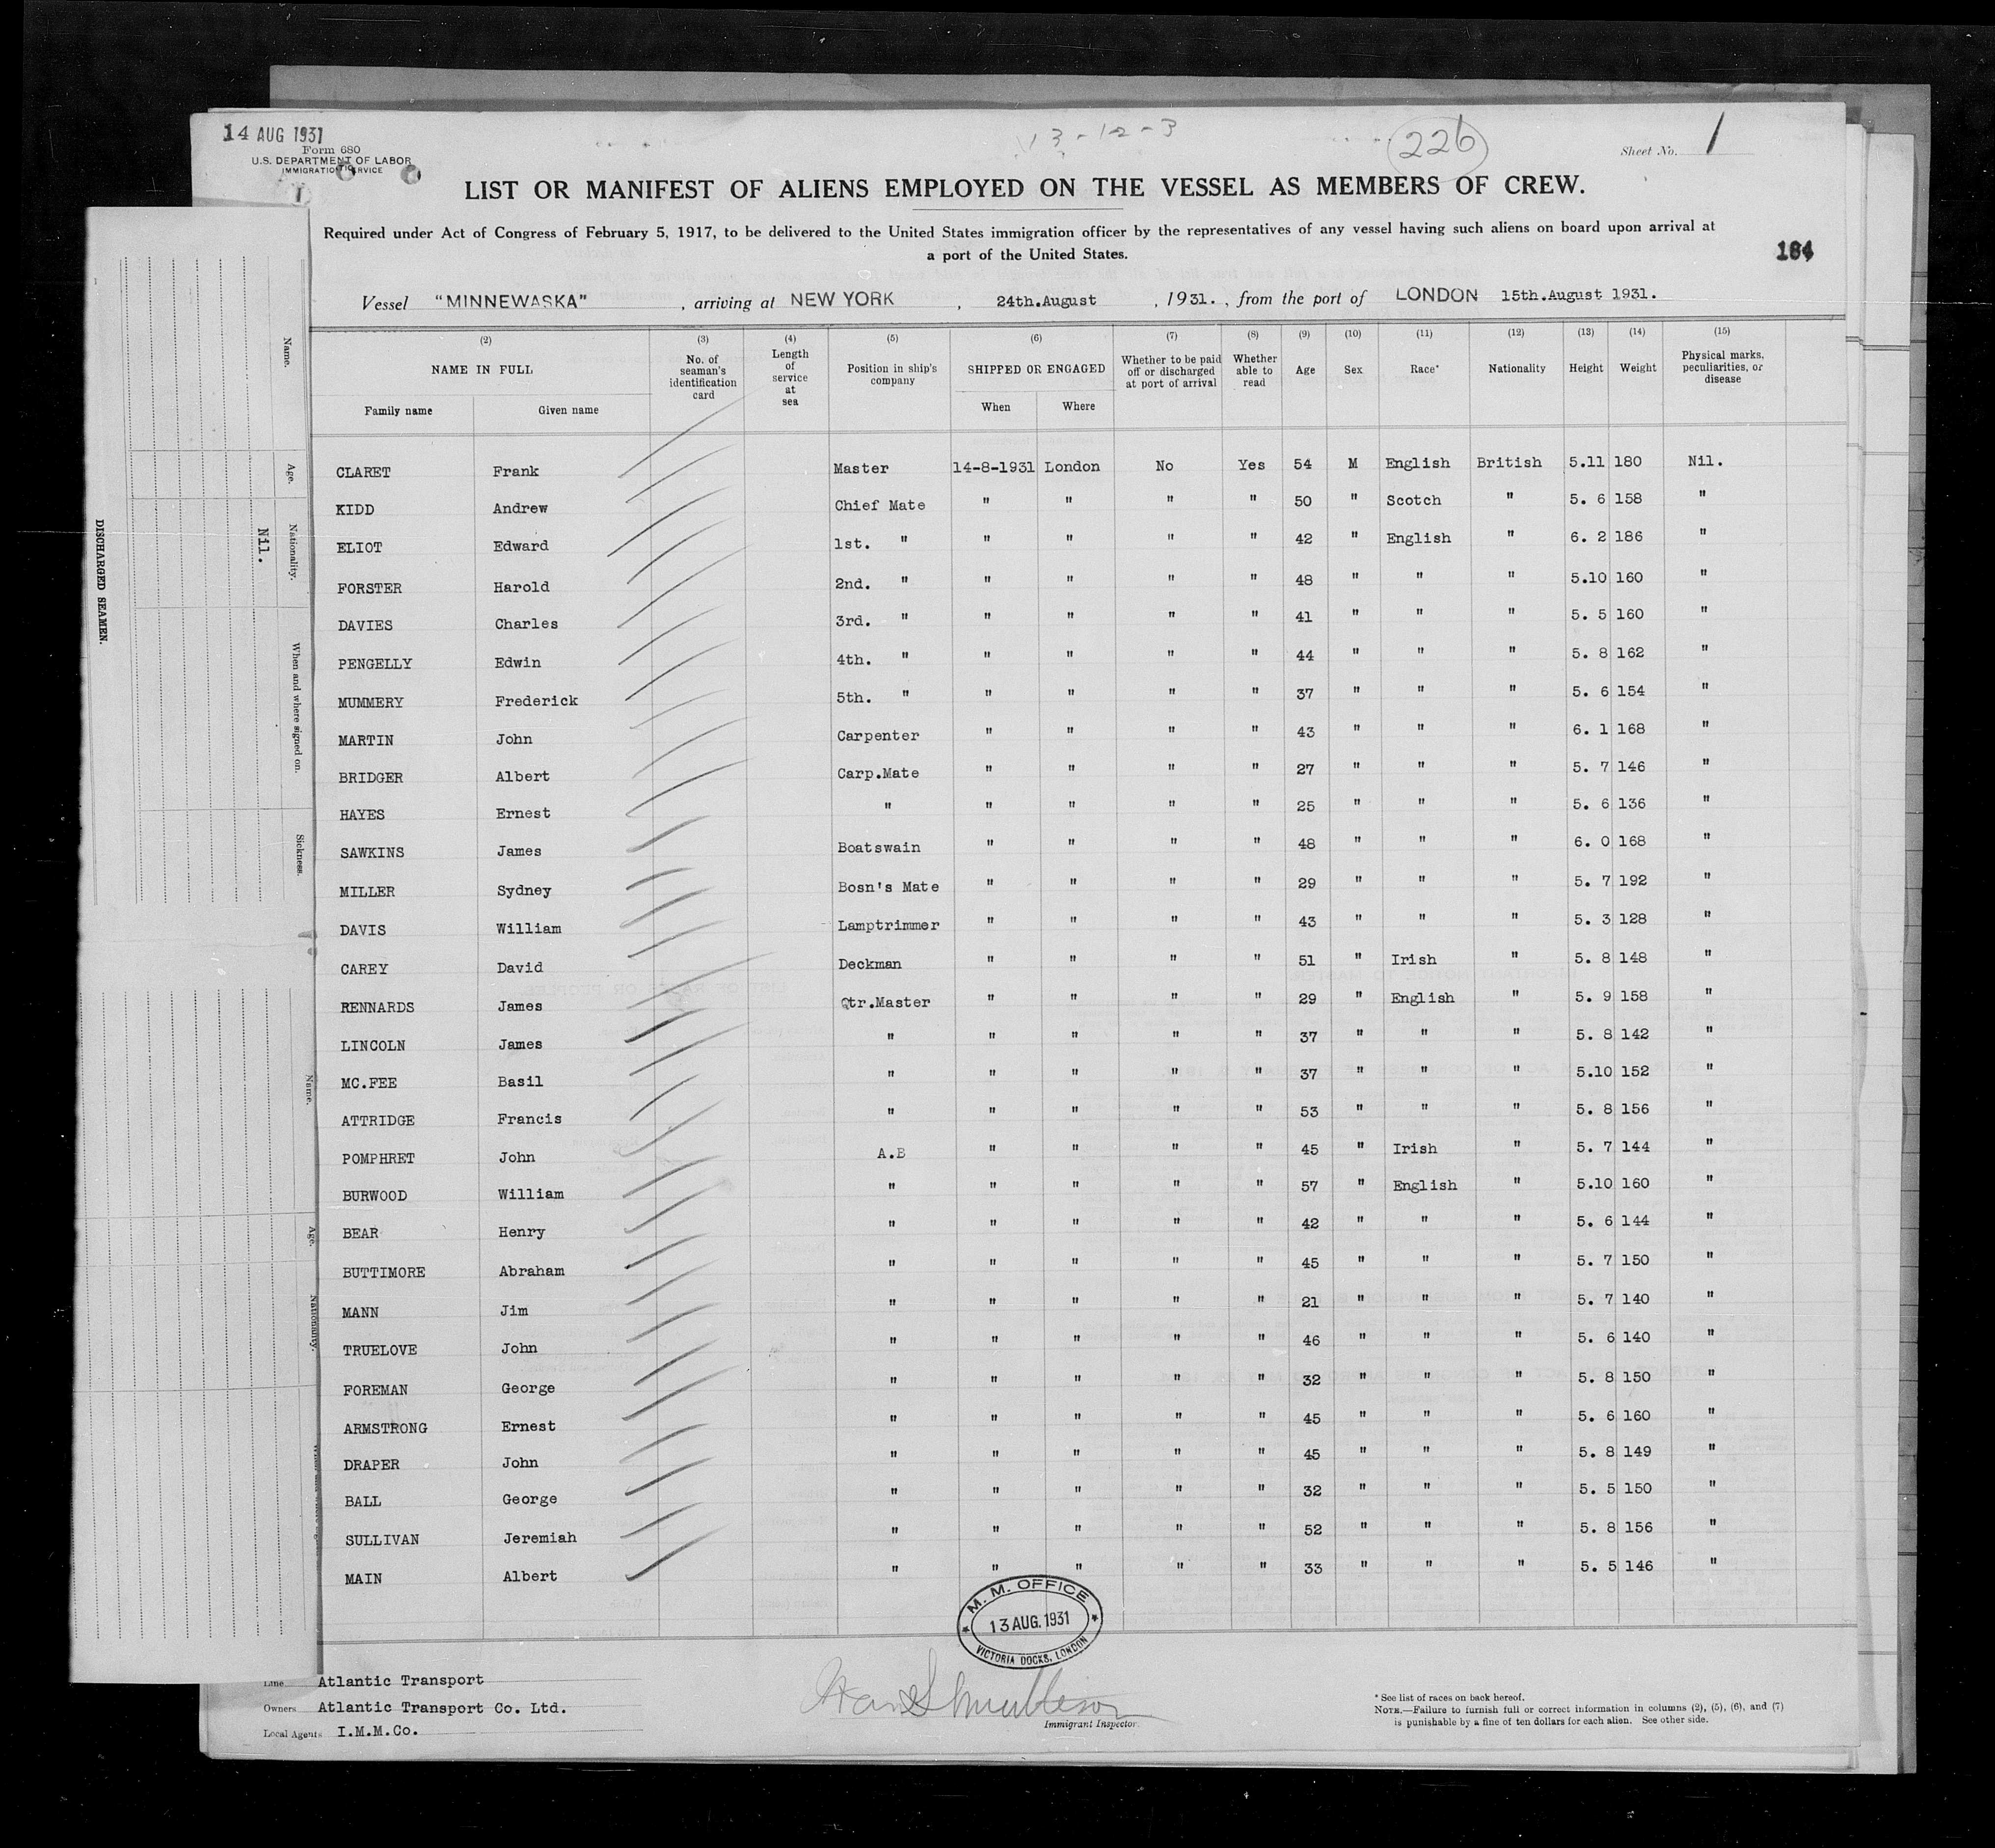 14 AUG 1931
Form 680
U.S. DEPARTMENT OF LABOR
IMMIGRATION SERVICE
13-12-3
226
Sheet No. 1
LIST OR MANIFEST OF ALIENS EMPLOYED ON THE VESSEL AS MEMBERS OF CREW.
Required under Act of Congress of February 5, 1917, to be delivered to the United States immigration officer by the representatives of any vessel having such aliens on board upon arrival at
a port of the United States.
164
Vessel "MINNEWASKA" , arriving at NEW YORK , 24th.August , 1931. , from the port of LONDON 15th.August 1931.
(2) (3) (4) (5) (6) (7) (8) (9) (10) (11) (12) (13) (14) (15)
NAME IN FULL No. of seaman's identification card Length of service at sea Position in ship's company SHIPPED OR ENGAGED Whether to be paid off or discharged at port of arrival Whether able to read Age Sex Race* Nationality Height Weight Physical marks, peculiarities, or disease
Family name Given name When Where
CLARET Frank Master 14-8-1931 London No Yes 54 M English British 5.11 180 Nil.
KIDD Andrew Chief Mate " " " " 50 " Scotch " 5. 6 158 "
ELIOT Edward 1st. " " " " " 42 " English " 6. 2 186 "
FORSTER Harold 2nd. " " " " " 48 " " " 5.10 160 "
DAVIES Charles 3rd. " " " " " 41 " " " 5. 5 160 "
PENGELLY Edwin 4th. " " " " " 44 " " " 5. 8 162 "
MUMMERY Frederick 5th. " " " " " 37 " " " 5. 6 154 "
MARTIN John Carpenter " " " " 43 " " " 6. 1 168 "
BRIDGER Albert Carp.Mate " " " " 27 " " " 5. 7 146 "
HAYES Ernest " " " " " 25 " " " 5. 6 136 "
SAWKINS James Boatswain " " " " 48 " " " 6. 0 168 "
MILLER Sydney Bosn's Mate " " " " 29 " " " 5. 7 192 "
DAVIS William Lamptrimmer " " " " 43 " " " 5. 3 128 "
CAREY David Deckman " " " " 51 " Irish " 5. 8 148 "
RENNARDS James Qtr.Master " " " " 29 " English " 5. 9 158 "
LINCOLN James " " " " " 37 " " " 5. 8 142 "
MC.FEE Basil " " " " " 37 " " " 5.10 152 "
ATTRIDGE Francis " " " " " 53 " " " 5. 8 156 "
POMPHRET John A.B " " " " 45 " Irish " 5. 7 144 "
BURWOOD William " " " " " 57 " English " 5.10 160 "
BEAR Henry " " " " " 42 " " " 5. 6 144 "
BUTTIMORE Abraham " " " " " 45 " " " 5. 7 150 "
MANN Jim " " " " " 21 " " " 5. 7 140 "
TRUELOVE John " " " " " 46 " " " 5. 6 140 "
FOREMAN George " " " " " 32 " " " 5. 8 150 "
ARMSTRONG Ernest " " " " " 45 " " " 5. 6 160 "
DRAPER John " " " " " 45 " " " 5. 8 149 "
BALL George " " " " " 32 " " " 5. 5 150 "
SULLIVAN Jeremiah " " " " " 52 " " " 5. 8 156 "
MAIN Albert " " " " " 33 " " " 5. 5 146 "
M. M. OFFICE
13 AUG. 1931
VICTORIA DOCKS, LONDON
Line Atlantic Transport
Owners Atlantic Transport Co. Ltd.
Local Agents I.M.M.Co.
Immigrant Inspector.
* See list of races on back hereof.
NOTE.—Failure to furnish full or correct information in columns (2), (5), (6), and (7)
is punishable by a fine of ten dollars for each alien. See other side.
DISCHARGED SEAMEN.
Name. Age. Nationality. When and where signed on. Sickness.
Nil.
Name. Age. Nationality.